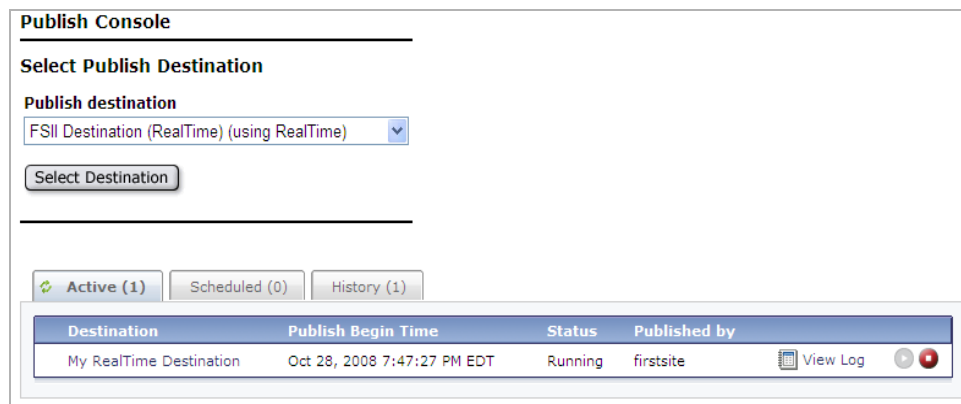 Publish Console
Select Publish Destination
Publish destination
FSII Destination (RealTime) (using RealTime)
Select Destination
Active (1) Scheduled (0) History (1)
Destination Publish Begin Time Status Published by
My RealTime Destination Oct 28, 2008 7:47:27 PM EDT Running firstsite View Log